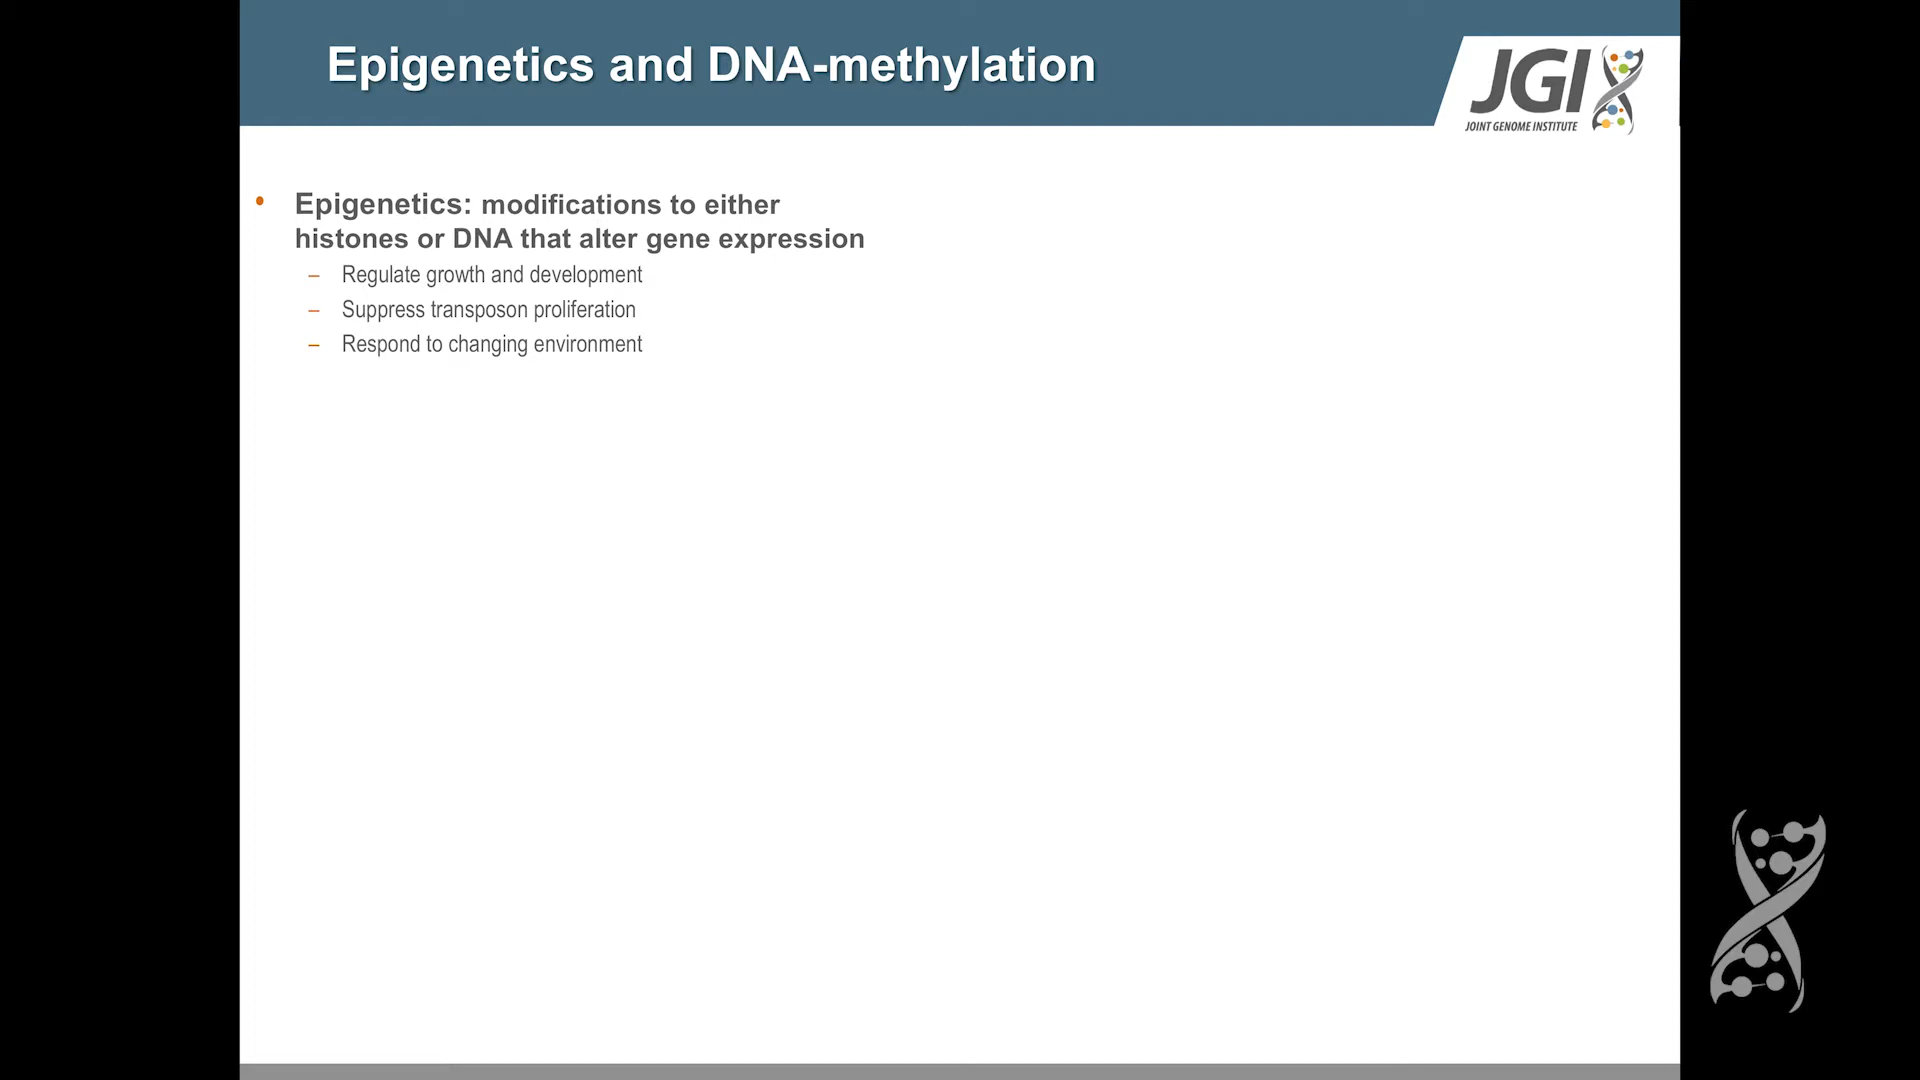 Epigenetics and DNA-methylation
JGI
JOINT GENOME INSTITUTE
• Epigenetics: modifications to either
histones or DNA that alter gene expression
– Regulate growth and development
– Suppress transposon proliferation
– Respond to changing environment